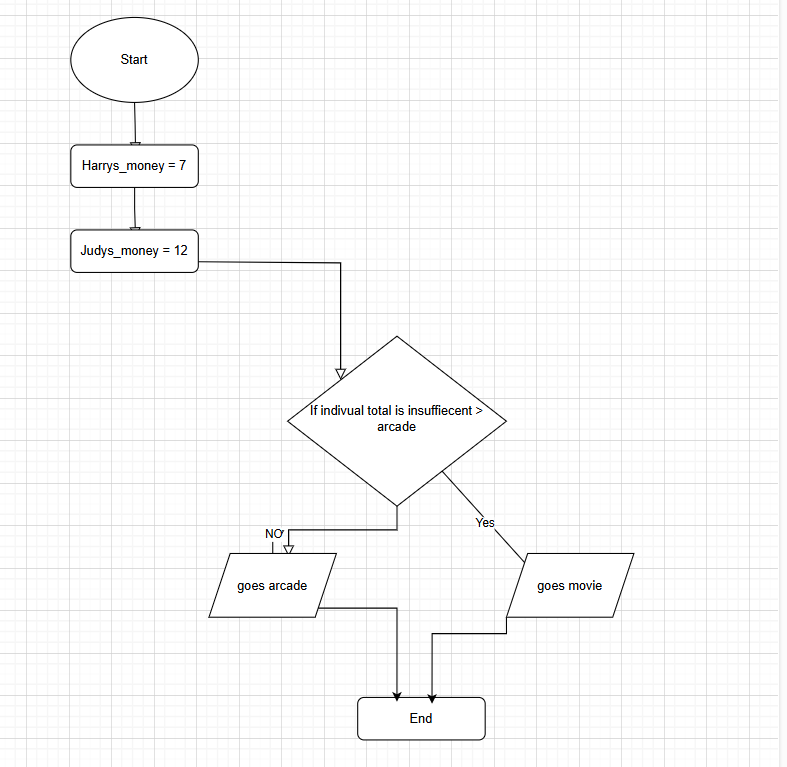 Start
Harrys_money = 7
Judys_money = 12
If indivual total is insuffiecent >
arcade
NO
Yes
goes arcade
goes movie
End